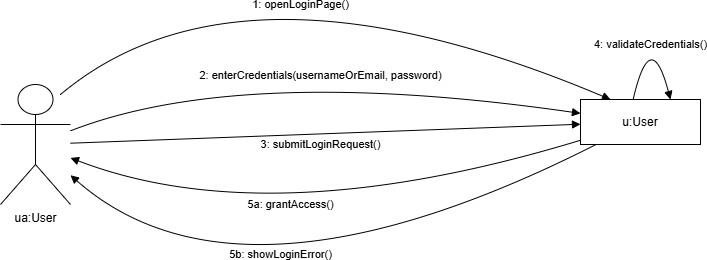 1: openLoginPage()
4: validateCredentials()
2: enterCredentials(usernameOrEmail, password)
u:User
3: submitLoginRequest()
5a: grantAccess()
ua:User
5b: showLoginError()